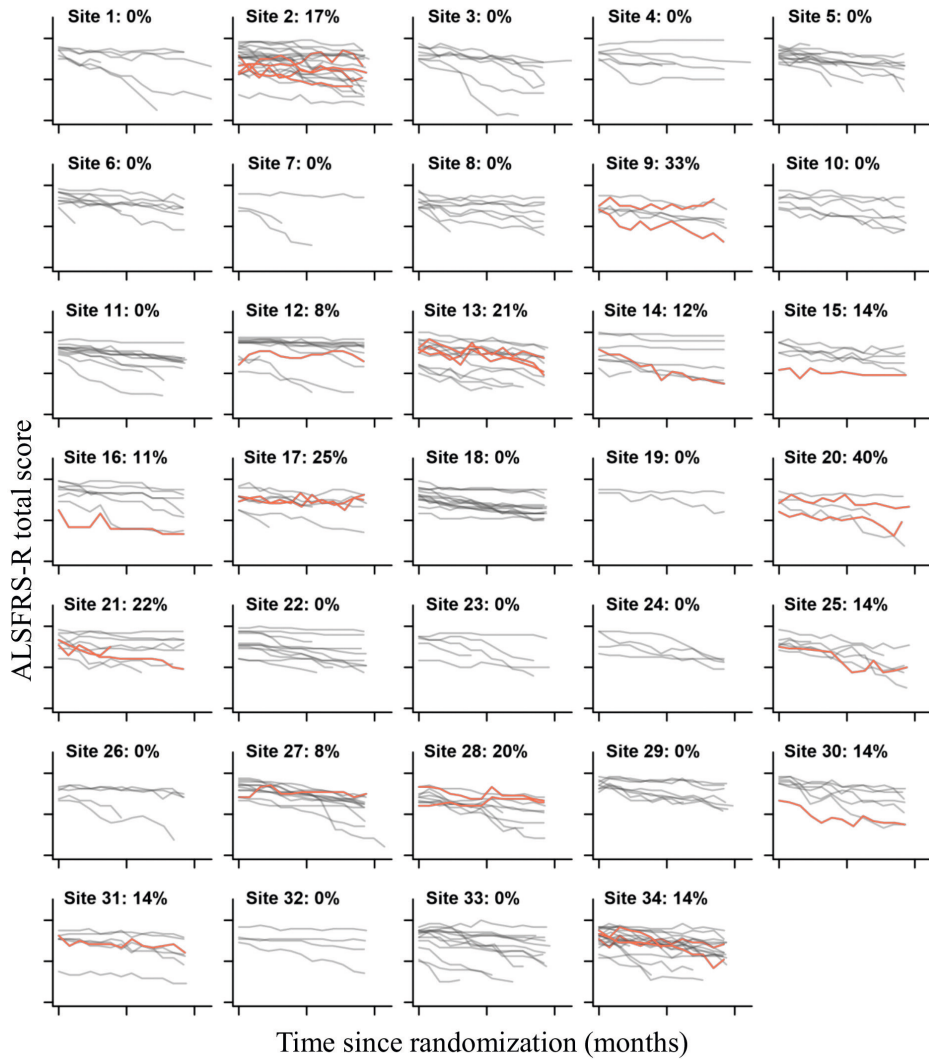 Site 1: 0%
Site 2: 17%
Site 3: 0%
Site 4: 0%
Site 5: 0%
Site 6: 0%
Site 7: 0%
Site 8: 0%
Site 9: 33%
Site 10: 0%
Site 11: 0%
Site 12: 8%
Site 13: 21%
Site 14: 12%
Site 15: 14%
Site 16: 11%
Site 17: 25%
Site 18: 0%
Site 19: 0%
Site 20: 40%
Site 21: 22%
Site 22: 0%
Site 23: 0%
Site 24: 0%
Site 25: 14%
Site 26: 0%
Site 27: 8%
Site 28: 20%
Site 29: 0%
Site 30: 14%
Site 31: 14%
Site 32: 0%
Site 33: 0%
Site 34: 14%
ALSFRS-R total score
Time since randomization (months)